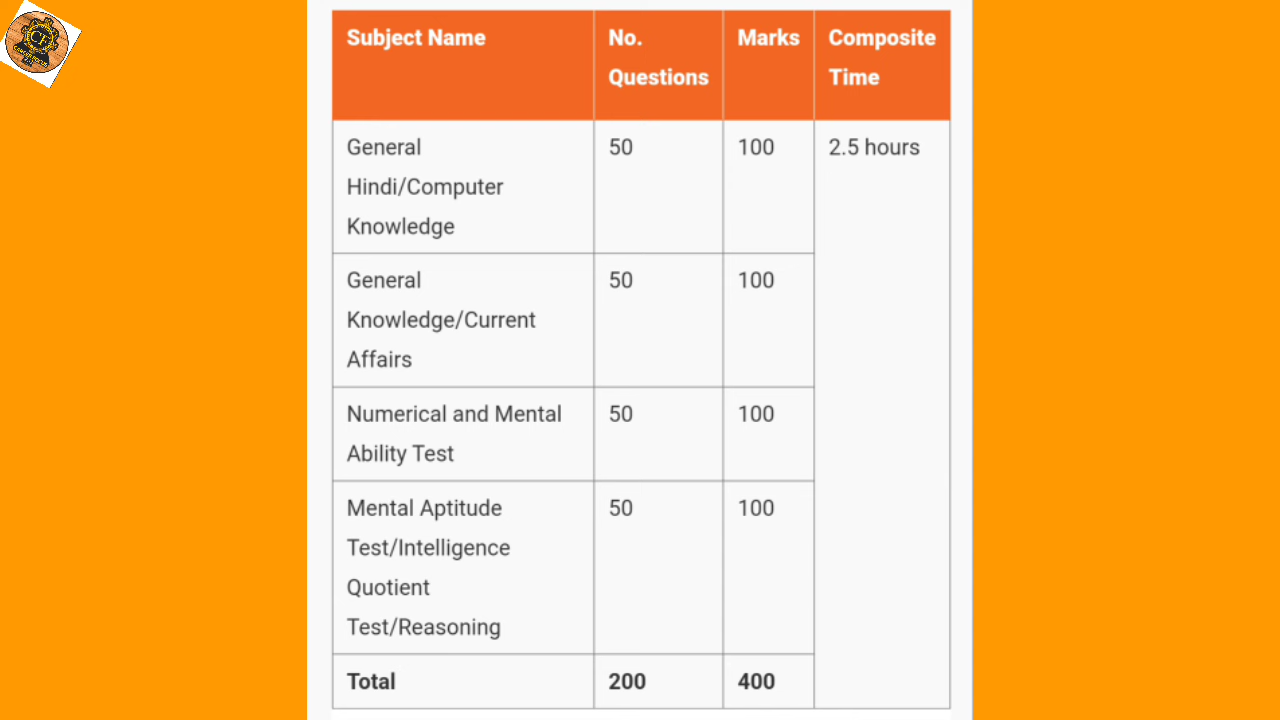 Subject Name No. Questions Marks Composite Time
General Hindi/Computer Knowledge 50 100 2.5 hours
General Knowledge/Current Affairs 50 100
Numerical and Mental Ability Test 50 100
Mental Aptitude Test/Intelligence Quotient Test/Reasoning 50 100
Total 200 400
CF